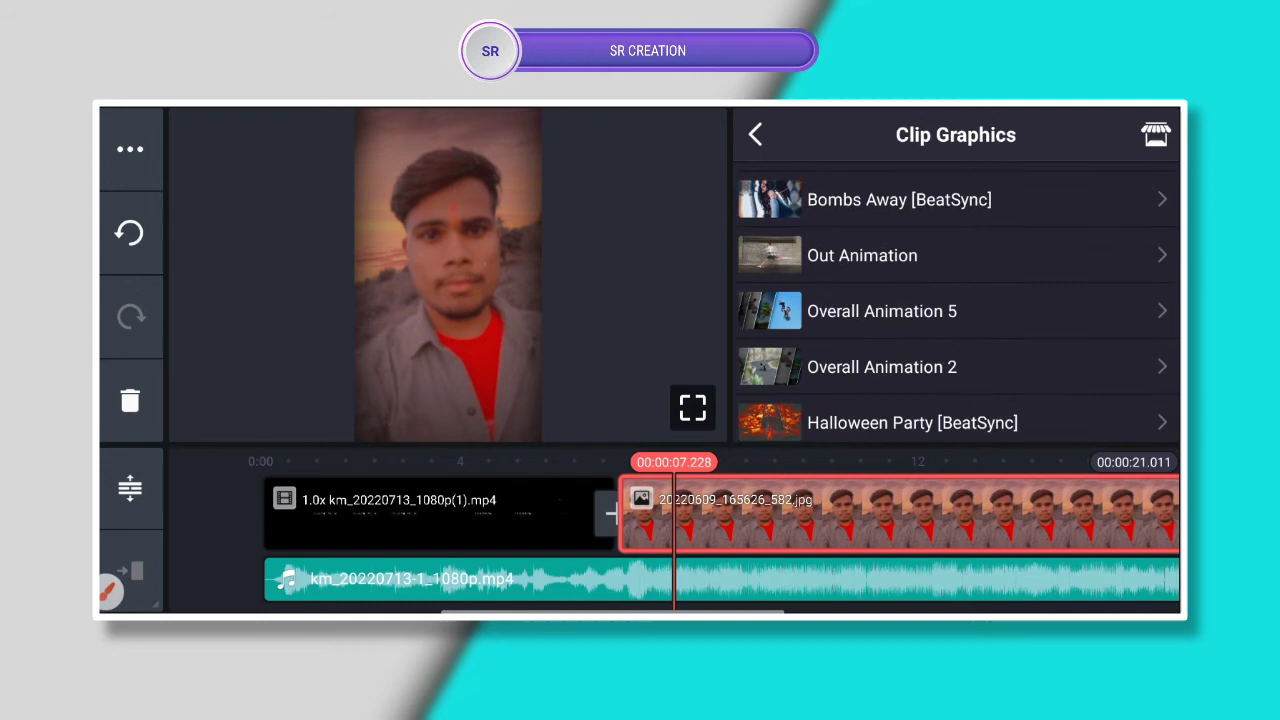 SR
SR CREATION
Clip Graphics
Bombs Away [BeatSync]
Out Animation
Overall Animation 5
Overall Animation 2
Halloween Party [BeatSync]
0:00
4
00:00:07.228
12
00:00:21.011
1.0x km_20220713_1080p(1).mp4
20220609_165626_582.jpg
km_20220713-1_1080p.mp4